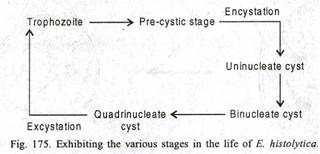 Encystation
Trophozoite Pre-cystic stage
Uninucleate cyst
Quadrinucleate cyst Binucleate cyst
Excystation
Fig. 175. Exhibiting the various stages in the life of E. histolytica.